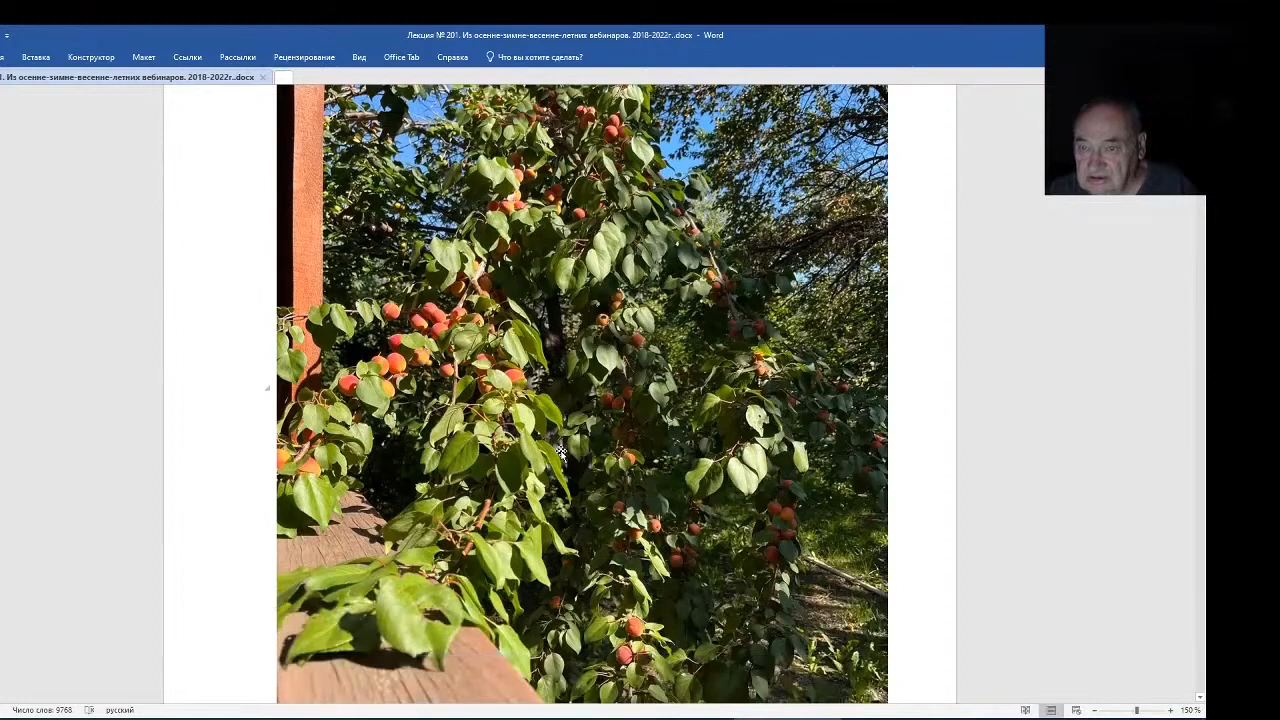 Лекция № 201. Из осенне-зимне-весенне-летних вебинаров. 2018-2022г..docx - Word
я Вставка Конструктор Макет Ссылки Рассылки Рецензирование Вид Office Tab Справка Что вы хотите сделать?
1. Из осенне-зимне-весенне-летних вебинаров. 2018-2022г..docx
Число слов: 9768 русский 150 %